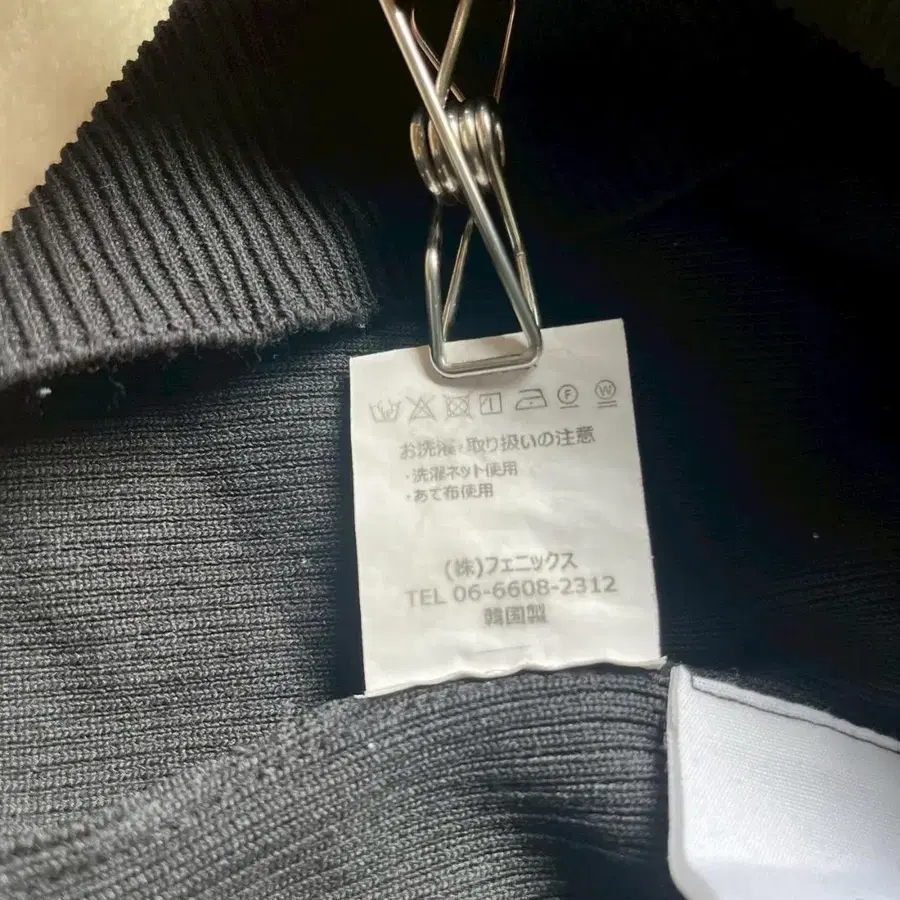 F W
お洗濯・取り扱いの注意
・洗濯ネット使用
・あて布使用
(株)フェニックス
TEL 06-6608-2312
韓国製